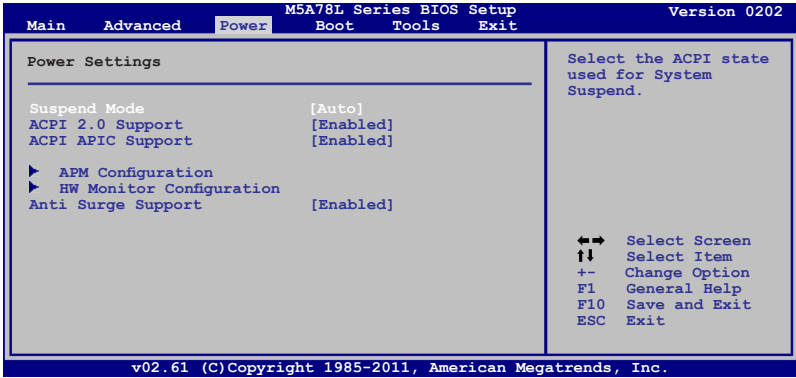 M5A78L Series BIOS Setup Version 0202
Main Advanced Power Boot Tools Exit
Power Settings
Suspend Mode [Auto]
ACPI 2.0 Support [Enabled]
ACPI APIC Support [Enabled]
APM Configuration
HW Monitor Configuration
Anti Surge Support [Enabled]
Select the ACPI state
used for System
Suspend.
Select Screen
Select Item
+- Change Option
F1 General Help
F10 Save and Exit
ESC Exit
v02.61 (C)Copyright 1985-2011, American Megatrends, Inc.